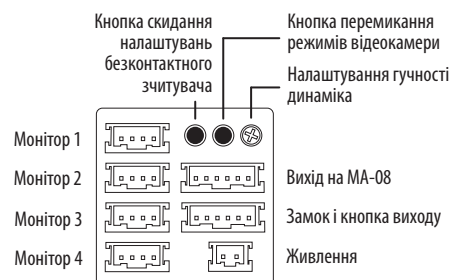 Кнопка скидання
налаштувань
безконтактного
зчитувача
Кнопка перемикання
режимів відеокамери
Налаштування гучності
динаміка
Монітор 1
Монітор 2
Вихід на МА-08
Монітор 3
Замок і кнопка виходу
Монітор 4
Живлення